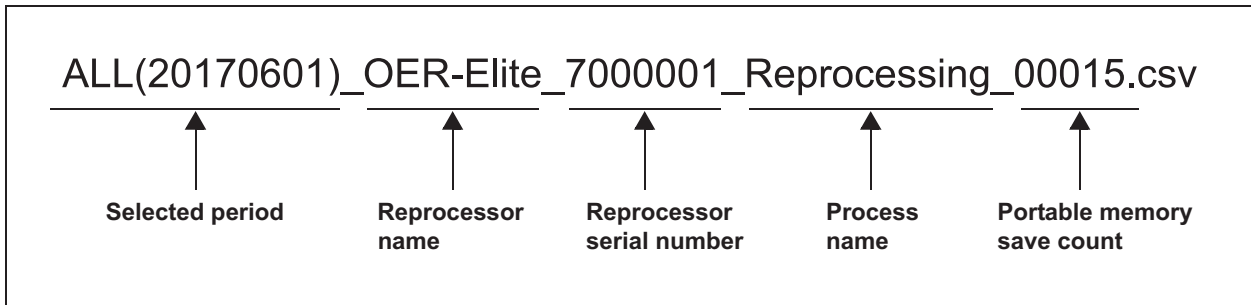 ALL(20170601)_OER-Elite_7000001_Reprocessing_00015.csv
Selected period
Reprocessor
name
Reprocessor
serial number
Process
name
Portable memory
save count